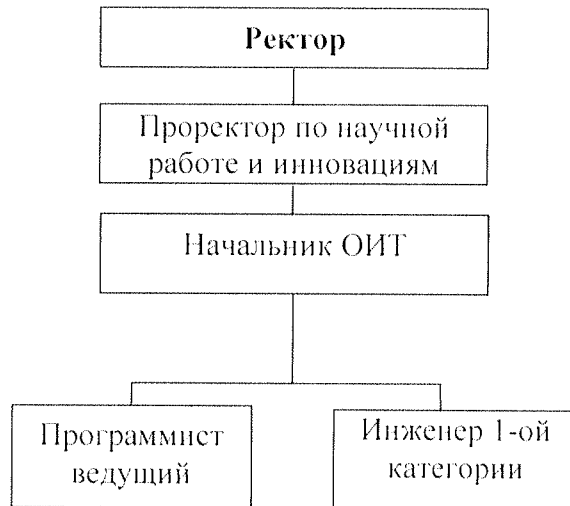 Ректор
Проректор по научной
работе и инновациям
Начальник ОИТ
Программист
ведущий
Инженер 1-ой
категории